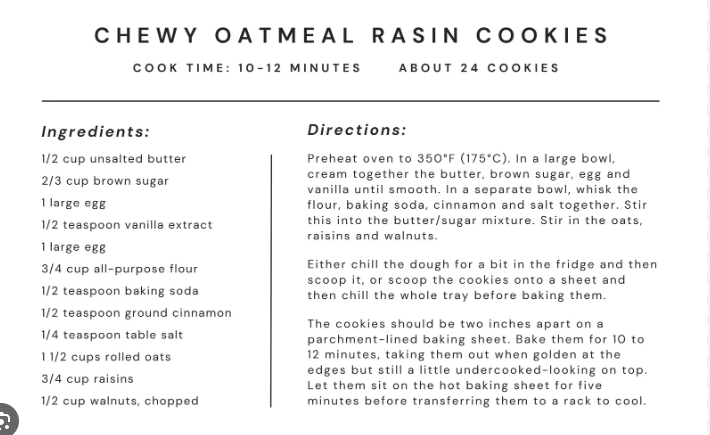 CHEWY OATMEAL RASIN COOKIES
COOK TIME: 10-12 MINUTES ABOUT 24 COOKIES
Ingredients:
1/2 cup unsalted butter
2/3 cup brown sugar
1 large egg
1/2 teaspoon vanilla extract
1 large egg
3/4 cup all-purpose flour
1/2 teaspoon baking soda
1/2 teaspoon ground cinnamon
1/4 teaspoon table salt
1 1/2 cups rolled oats
3/4 cup raisins
1/2 cup walnuts, chopped
Directions:
Preheat oven to 350°F (175°C). In a large bowl,
cream together the butter, brown sugar, egg and
vanilla until smooth. In a separate bowl, whisk the
flour, baking soda, cinnamon and salt together. Stir
this into the butter/sugar mixture. Stir in the oats,
raisins and walnuts.
Either chill the dough for a bit in the fridge and then
scoop it, or scoop the cookies onto a sheet and
then chill the whole tray before baking them.
The cookies should be two inches apart on a
parchment-lined baking sheet. Bake them for 10 to
12 minutes, taking them out when golden at the
edges but still a little undercooked-looking on top.
Let them sit on the hot baking sheet for five
minutes before transferring them to a rack to cool.